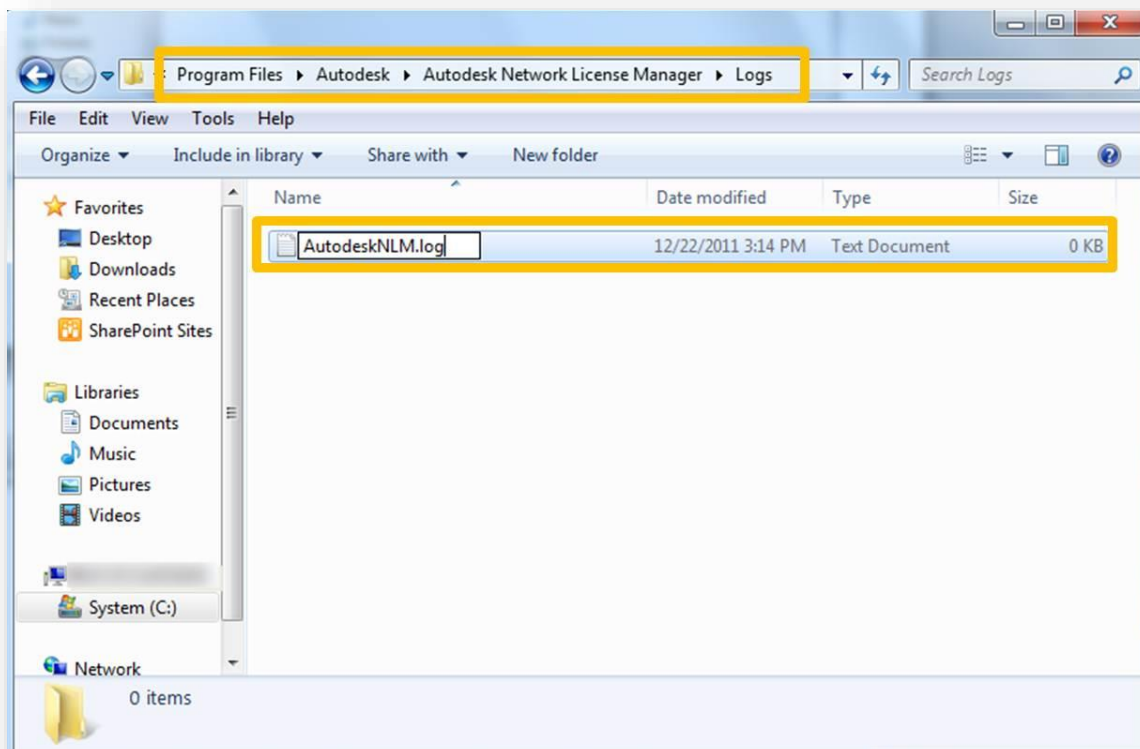 Program Files ▸ Autodesk ▸ Autodesk Network License Manager ▸ Logs
Search Logs
File Edit View Tools Help
Organize Include in library Share with New folder
Name Date modified Type Size
AutodeskNLM.log 12/22/2011 3:14 PM Text Document 0 KB
Favorites
Desktop
Downloads
Recent Places
SharePoint Sites
Libraries
Documents
Music
Pictures
Videos
System (C:)
Network
0 items